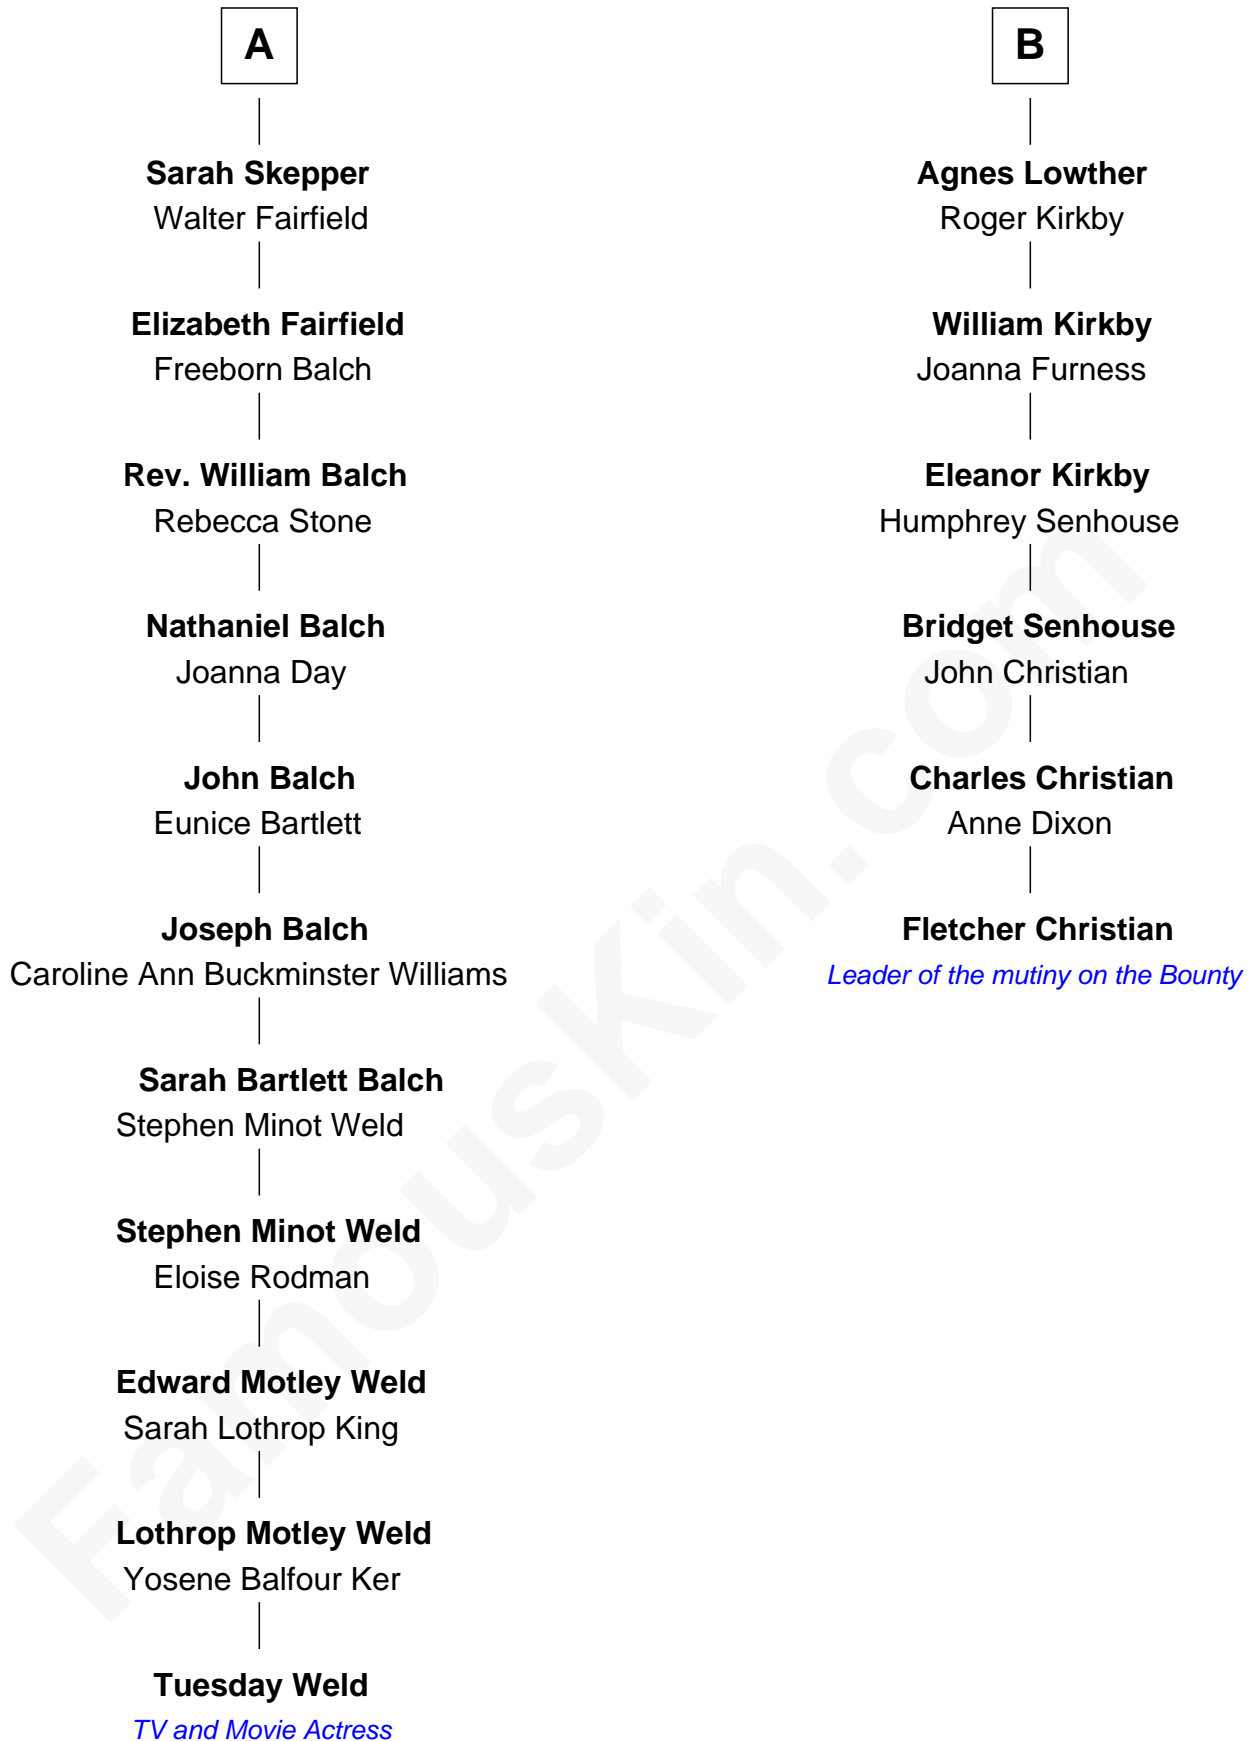 A
Sarah Skepper
Walter Fairfield
Elizabeth Fairfield
Freeborn Balch
Rev. William Balch
Rebecca Stone
Nathaniel Balch
Joanna Day
John Balch
Eunice Bartlett
Joseph Balch
Caroline Ann Buckminster Williams
Sarah Bartlett Balch
Stephen Minot Weld
Stephen Minot Weld
Eloise Rodman
Edward Motley Weld
Sarah Lothrop King
Lothrop Motley Weld
Yosene Balfour Ker
Tuesday Weld
TV and Movie Actress
B
Agnes Lowther
Roger Kirkby
William Kirkby
Joanna Furness
Eleanor Kirkby
Humphrey Senhouse
Bridget Senhouse
John Christian
Charles Christian
Anne Dixon
Fletcher Christian
Leader of the mutiny on the Bounty
FamousKin.com